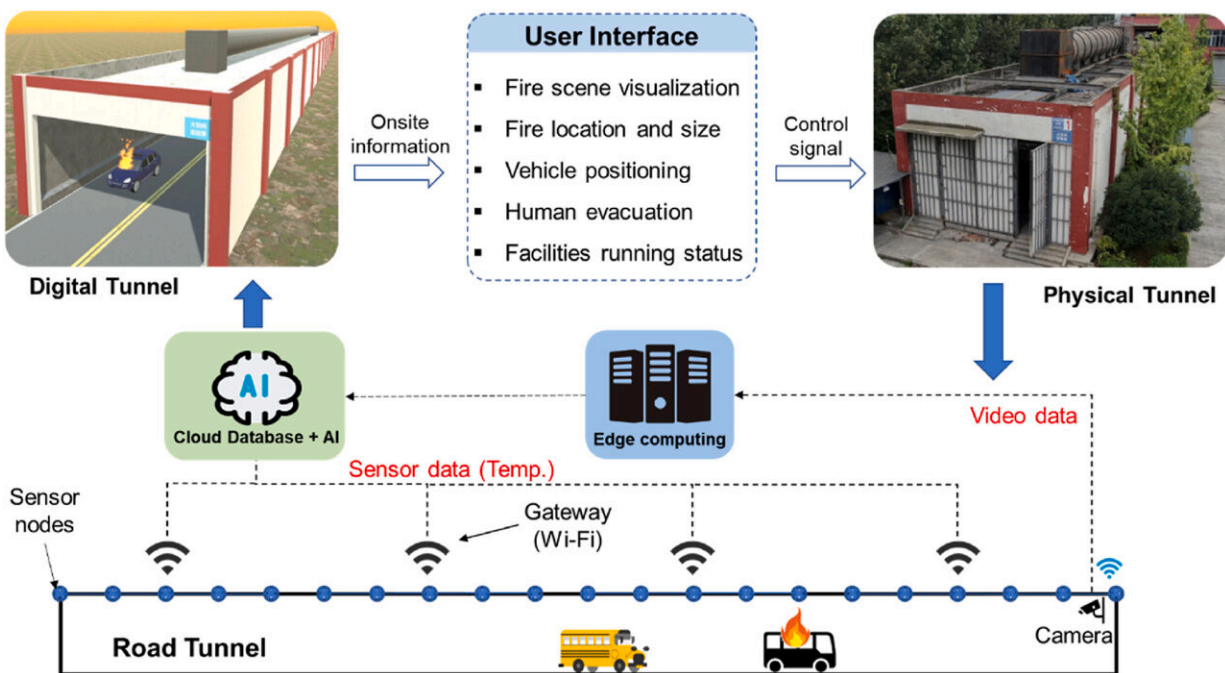 User Interface
▪ Fire scene visualization
▪ Fire location and size
▪ Vehicle positioning
▪ Human evacuation
▪ Facilities running status
Onsite
information
Control
signal
1
Digital Tunnel
Physical Tunnel
AI
Cloud Database + AI
Edge computing
Video data
Sensor data (Temp.)
Sensor
nodes
Gateway
(Wi-Fi)
Road Tunnel
Camera